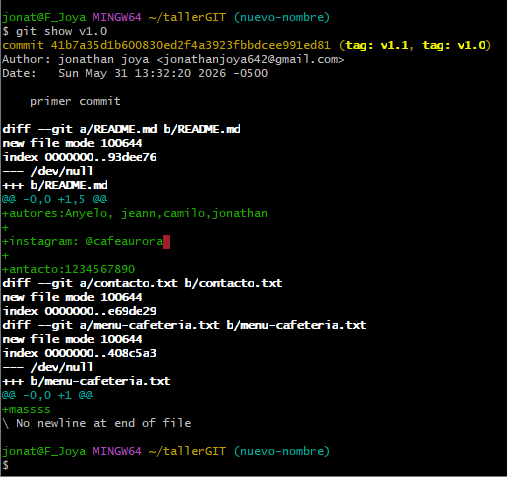 jonat@F_Joya MINGW64 ~/tallerGIT (nuevo-nombre)
$ git show v1.0
commit 41b7a35d1b600830ed2f4a3923fbbdcee991ed81 (tag: v1.1, tag: v1.0)
Author: jonathan joya <jonathanjoya642@gmail.com>
Date:   Sun May 31 13:32:20 2026 -0500

    primer commit

diff --git a/README.md b/README.md
new file mode 100644
index 0000000..93dee76
--- /dev/null
+++ b/README.md
@@ -0,0 +1,5 @@
+autores:Anyelo, jeann,camilo,jonathan
+
+instagram: @cafeaurora
+
+antacto:1234567890
diff --git a/contacto.txt b/contacto.txt
new file mode 100644
index 0000000..e69de29
diff --git a/menu-cafeteria.txt b/menu-cafeteria.txt
new file mode 100644
index 0000000..408c5a3
--- /dev/null
+++ b/menu-cafeteria.txt
@@ -0,0 +1 @@
+massss
\ No newline at end of file

jonat@F_Joya MINGW64 ~/tallerGIT (nuevo-nombre)
$